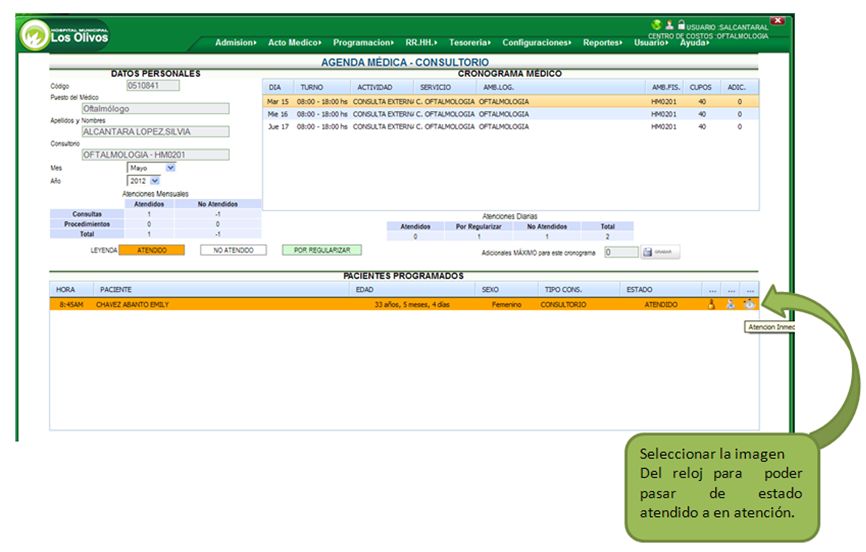 HOSPITAL MUNICIPAL
Los Olivos
USUARIO :SALCANTARAL
CENTRO DE COSTOS :OFTALMOLOGIA
Admision Acto Medico Programacion RR.HH. Tesoreria Configuraciones Reportes Usuario Ayuda
AGENDA MÉDICA - CONSULTORIO
DATOS PERSONALES
Código 0510841
Puesto del Médico
Oftalmólogo
Apellidos y Nombres
ALCANTARA LOPEZ,SILVIA
Consultorio
OFTALMOLOGIA - HM0201
Mes Mayo
Año 2012
CRONOGRAMA MÉDICO
DIA TURNO ACTIVIDAD SERVICIO AMB.LOG. AMB.FIS. CUPOS ADIC.
Mar 15 08:00 - 18:00 hs CONSULTA EXTERNA C. OFTALMOLOGIA OFTALMOLOGIA HM0201 40 0
Mie 16 08:00 - 18:00 hs CONSULTA EXTERNA C. OFTALMOLOGIA OFTALMOLOGIA HM0201 40 0
Jue 17 08:00 - 18:00 hs CONSULTA EXTERNA C. OFTALMOLOGIA OFTALMOLOGIA HM0201 40 0
Atenciones Mensuales
Atendidos No Atendidos
Consultas 1 -1
Procedimientos 0 0
Total 1 -1
Atenciones Diarias
Atendidos Por Regularizar No Atendidos Total
0 1 1 2
LEYENDA ATENDIDO NO ATENDIDO POR REGULARIZAR
Adicionales MÁXIMO para este cronograma 0 GRABAR
PACIENTES PROGRAMADOS
HORA PACIENTE EDAD SEXO TIPO CONS. ESTADO ... ... ...
8:45AM CHAVEZ ABANTO EMILY 33 años, 5 meses, 4 días Femenino CONSULTORIO ATENDIDO
Atencion Inmed
Seleccionar la imagen
Del reloj para poder
pasar de estado
atendido a en atención.